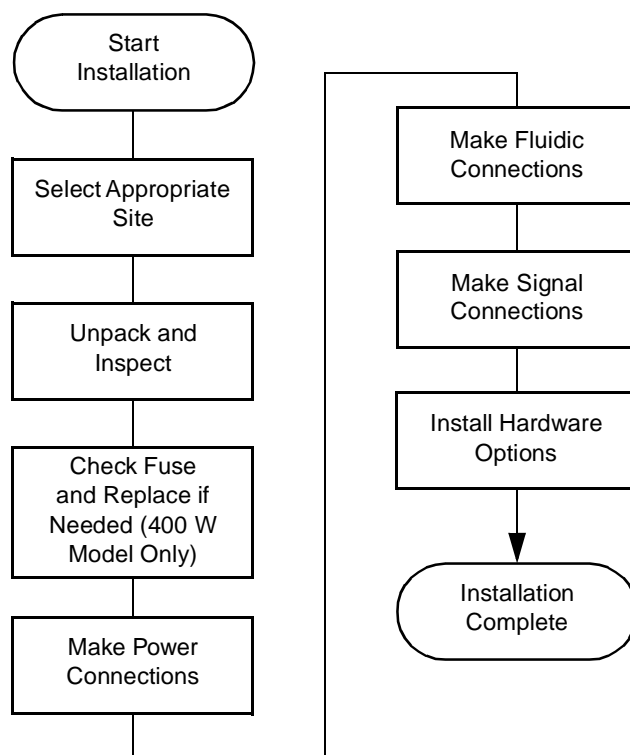 Start
Installation
Select Appropriate
Site
Unpack and
Inspect
Check Fuse
and Replace if
Needed (400 W
Model Only)
Make Power
Connections
Make Fluidic
Connections
Make Signal
Connections
Install Hardware
Options
Installation
Complete